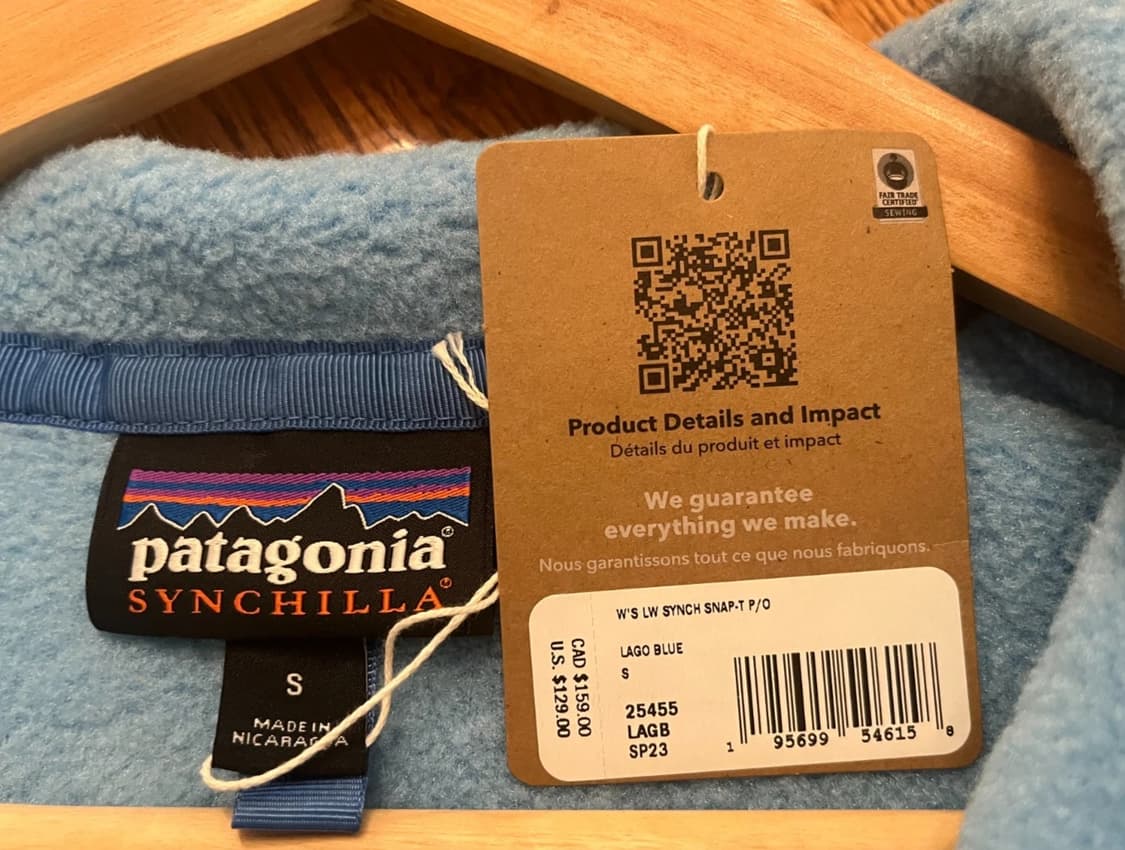 FAIR TRADE
CERTIFIED
SEWING
Product Details and Impact
Détails du produit et impact
We guarantee
everything we make.
Nous garantissons tout ce que nous fabriquons.
patagonia®
SYNCHILLA®
S
MADE IN
NICARAGUA
W'S LW SYNCH SNAP-T P/O
LAGO BLUE
S
25455
LAGB
SP23
CAD $159.00
U.S. $129.00
1 95699 54615 8